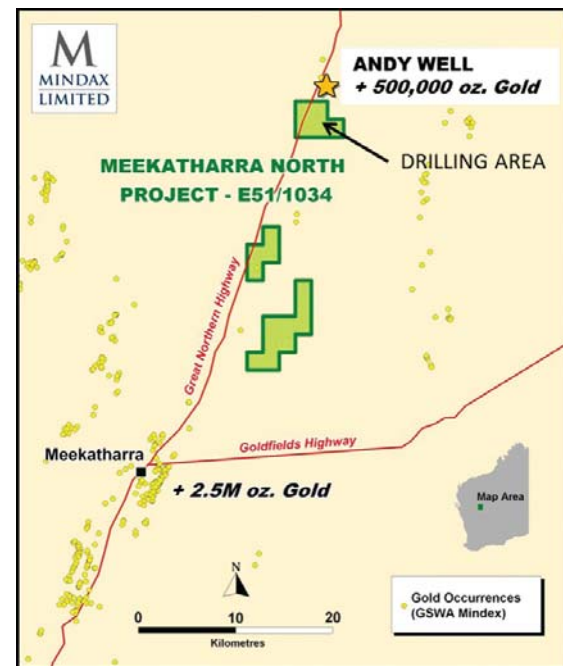 M
MINDAX
LIMITED
ANDY WELL
+ 500,000 oz. Gold
DRILLING AREA
MEEKATHARRA NORTH
PROJECT - E51/1034
Great Northern Highway
Goldfields Highway
Meekatharra
+ 2.5M oz. Gold
Map Area
N
0 10 20
Kilometres
Gold Occurrences
(GSWA Mindex)